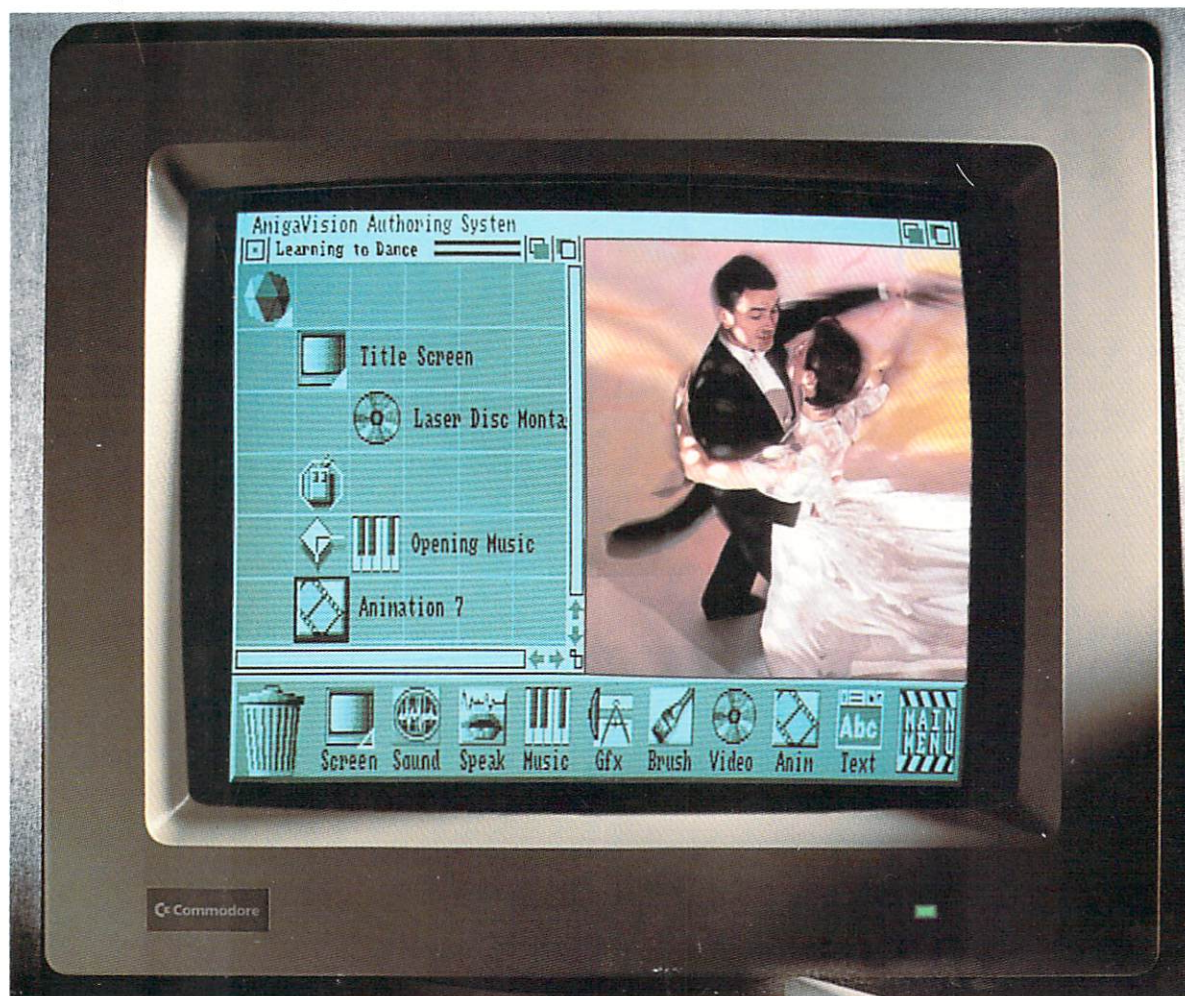 AmigaVision Authoring System
Learning to Dance
Title Screen
Laser Disc Monta
33
Opening Music
Animation 7
Abc
MAIN
MENU
Screen Sound Speak Music Gfx Brush Video Anim Text
C= Commodore